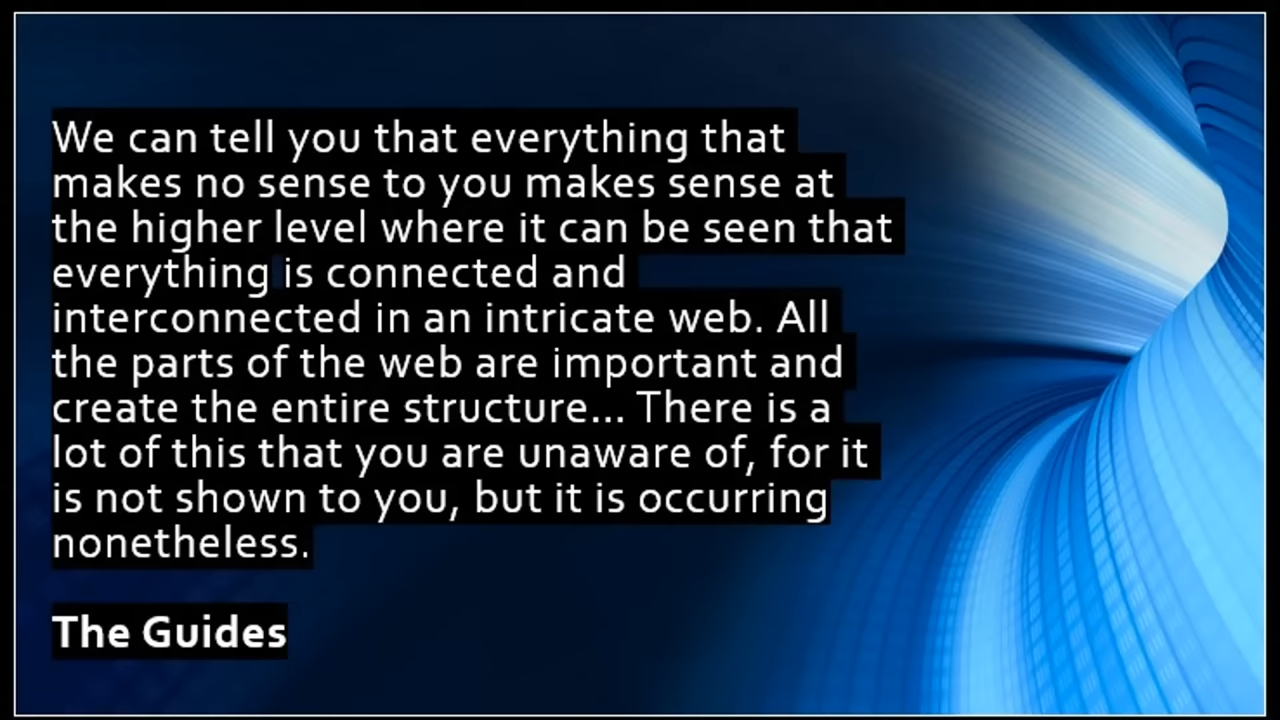 We can tell you that everything that
makes no sense to you makes sense at
the higher level where it can be seen that
everything is connected and
interconnected in an intricate web. All
the parts of the web are important and
create the entire structure... There is a
lot of this that you are unaware of, for it
is not shown to you, but it is occurring
nonetheless.
The Guides